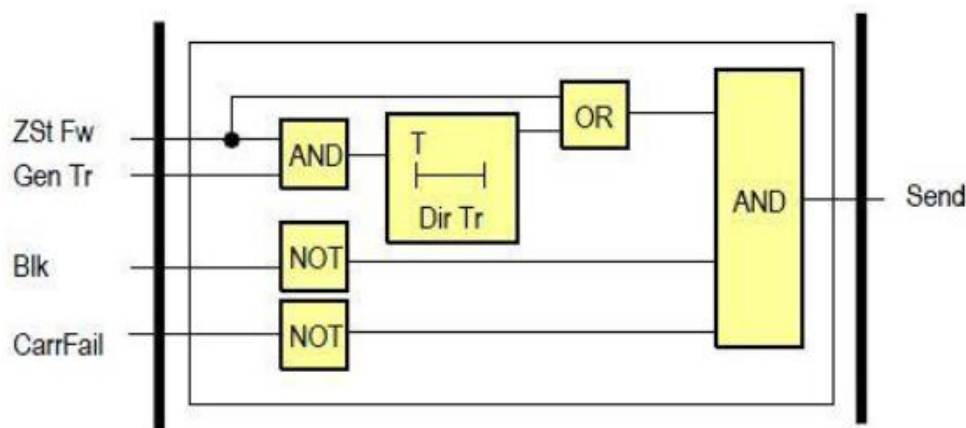 ZSt Fw
Gen Tr
Blk
CarrFail
AND
T
Dir Tr
OR
NOT
NOT
AND
Send